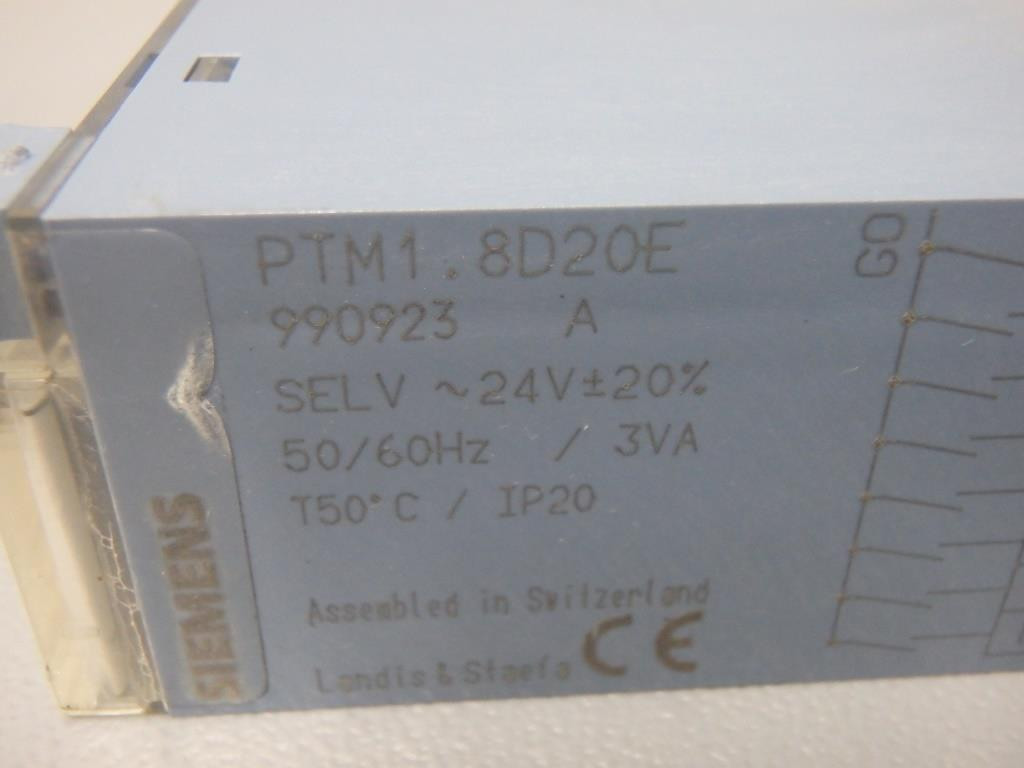 PTM1.8D20E
990923 A
SELV ~24V±20%
50/60Hz / 3VA
T50°C / IP20
Assembled in Switzerland
Landis & Staefa CE
SIEMENS
G0